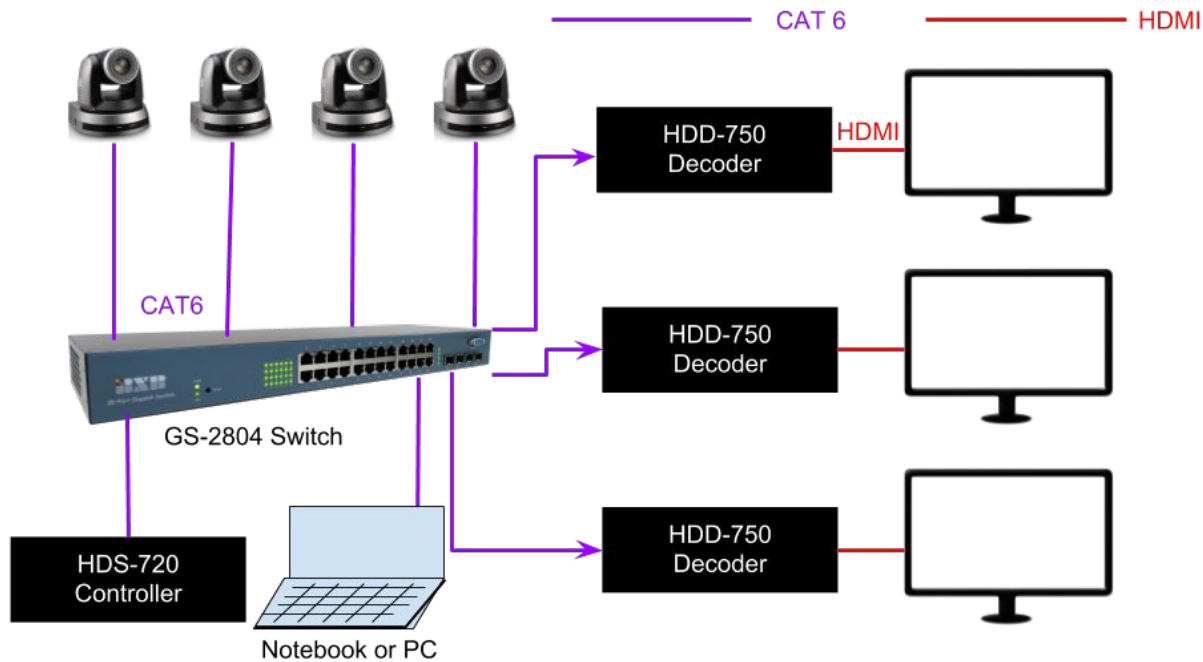 CAT 6
HDMI
HDD-750
Decoder
HDMI
CAT6
BXB
HDD-750
Decoder
GS-2804 Switch
HDD-750
Decoder
HDS-720
Controller
Notebook or PC